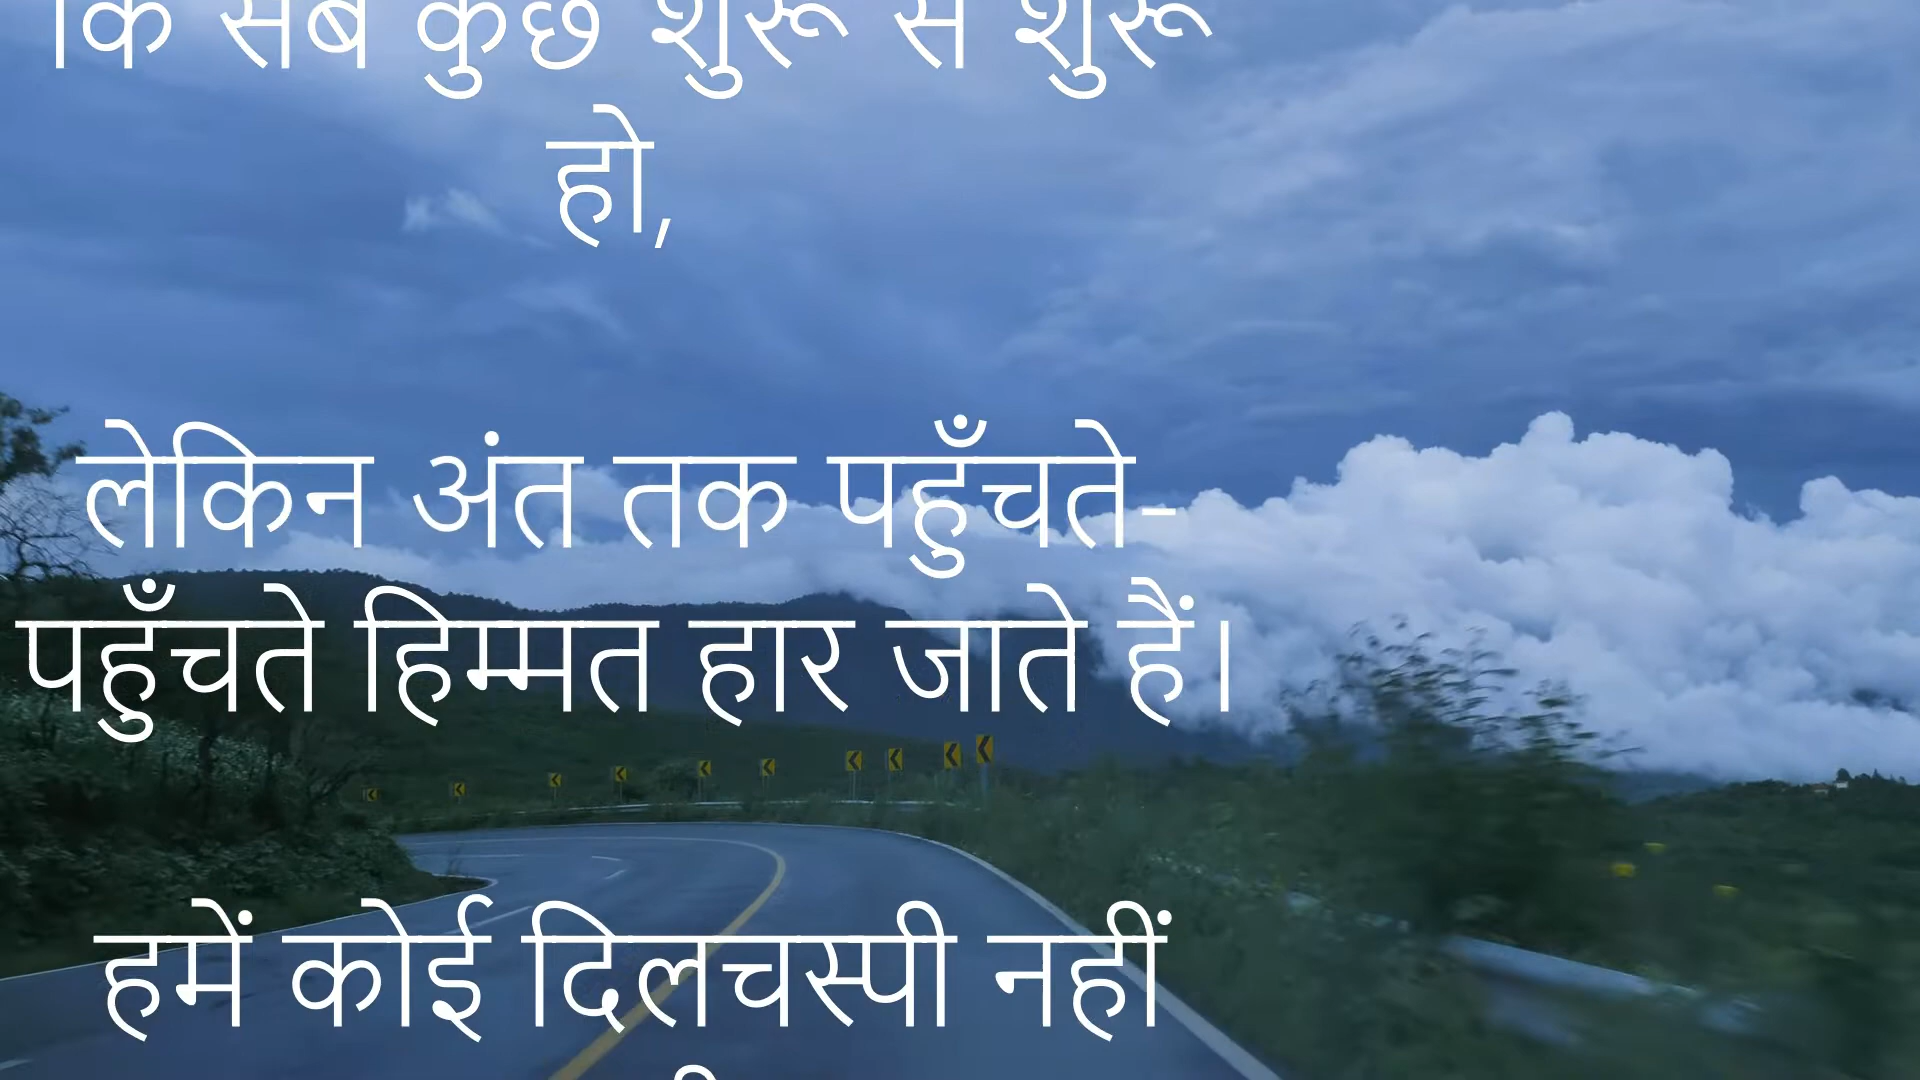 कि सब कुछ शुरू से शुरू
हो,
लेकिन अंत तक पहुँचते-
पहुँचते हिम्मत हार जाते हैं।
हमें कोई दिलचस्पी नहीं